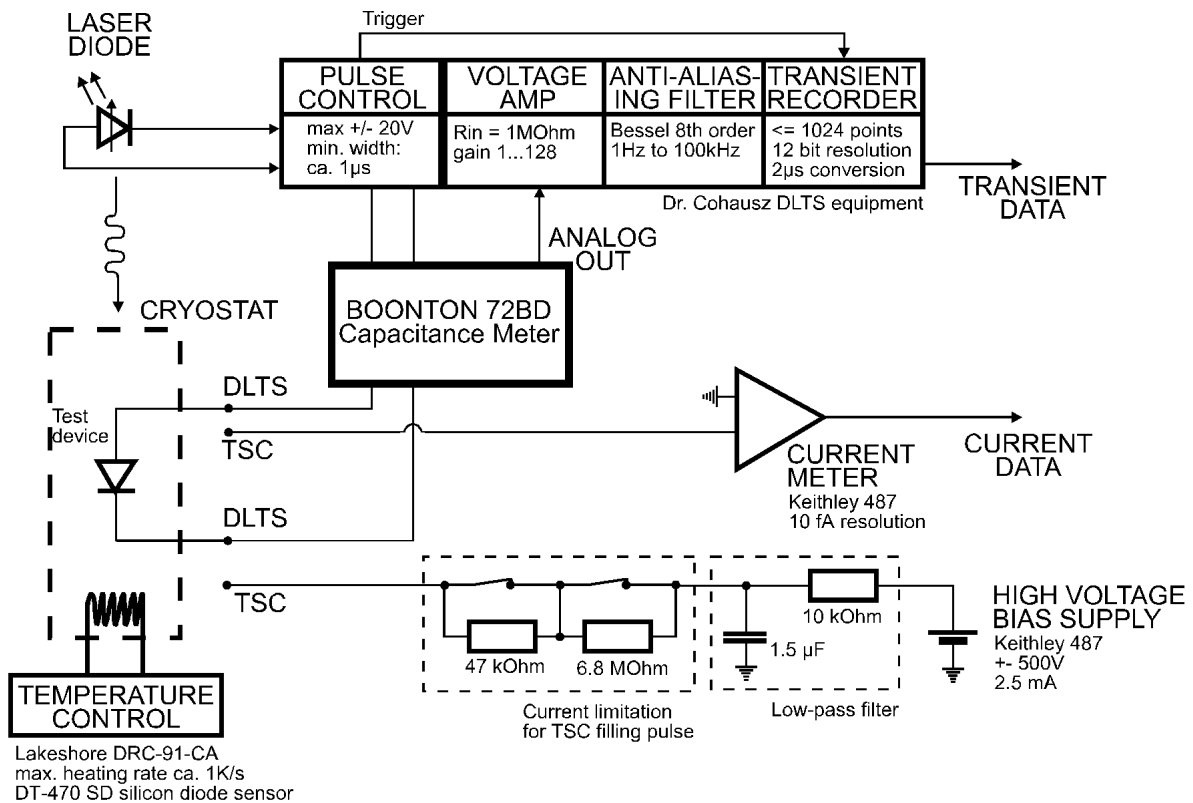 LASER
DIODE
Trigger
PULSE
CONTROL
max +/- 20V
min. width:
ca. 1µs
VOLTAGE
AMP
Rin = 1MOhm
gain 1...128
ANTI-ALIAS-
ING FILTER
Bessel 8th order
1Hz to 100kHz
TRANSIENT
RECORDER
<= 1024 points
12 bit resolution
2µs conversion
TRANSIENT
DATA
Dr. Cohausz DLTS equipment
ANALOG
OUT
BOONTON 72BD
Capacitance Meter
CRYOSTAT
Test
device
DLTS
TSC
DLTS
TSC
CURRENT
METER
Keithley 487
10 fA resolution
CURRENT
DATA
47 kOhm
6.8 MOhm
Current limitation
for TSC filling pulse
1.5 µF
10 kOhm
Low-pass filter
HIGH VOLTAGE
BIAS SUPPLY
Keithley 487
+- 500V
2.5 mA
TEMPERATURE
CONTROL
Lakeshore DRC-91-CA
max. heating rate ca. 1K/s
DT-470 SD silicon diode sensor